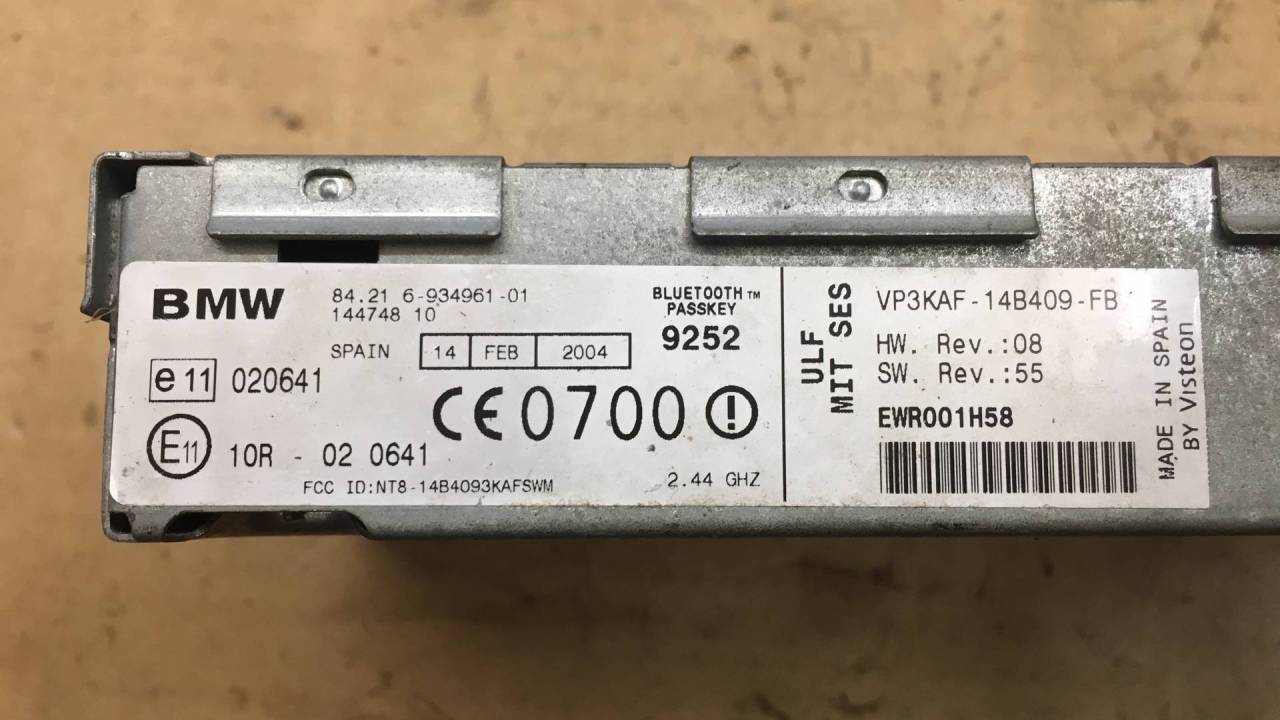 BMW
84.21 6-934961-01
144748 10
SPAIN 14 FEB 2004
BLUETOOTH™
PASSKEY
9252
e 11 020641
CE 0700 !
E11 10R - 02 0641
FCC ID:NT8-14B4093KAFSWM 2.44 GHZ
ULF
MIT SES
VP3KAF-14B409-FB
HW. Rev.:08
SW. Rev.:55
EWR001H58
MADE IN SPAIN
BY Visteon